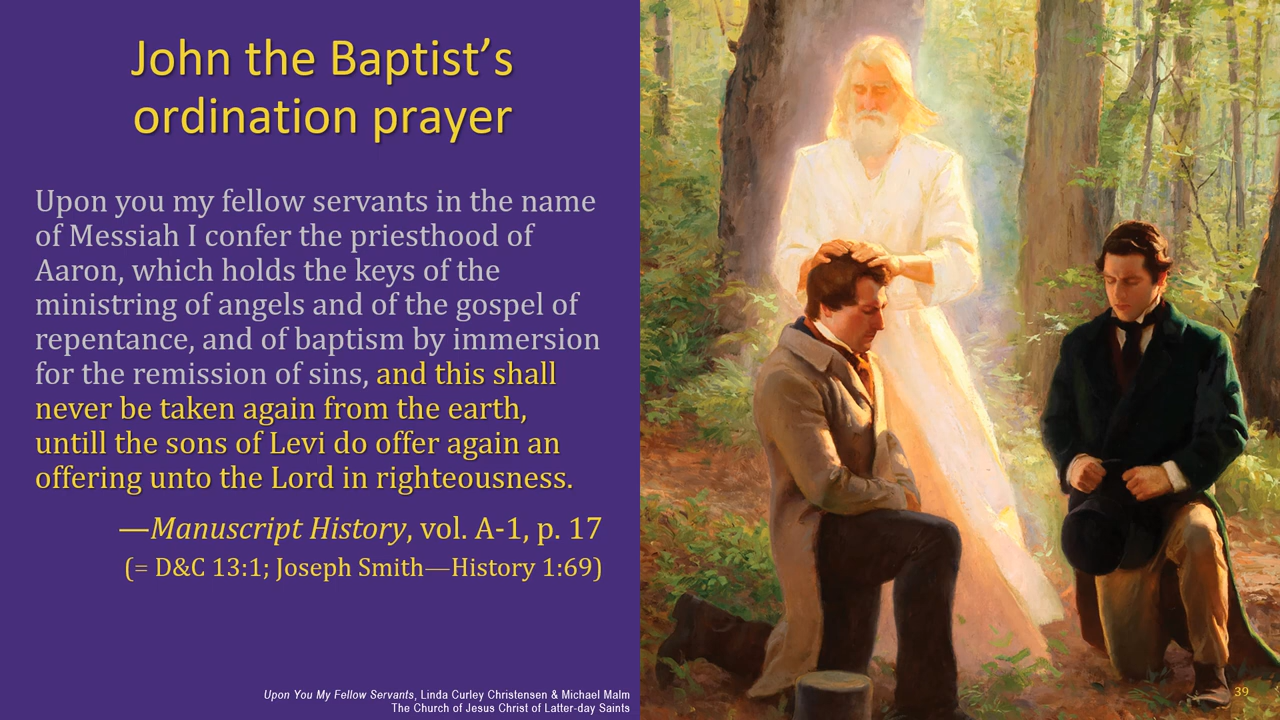 John the Baptist’s
ordination prayer
Upon you my fellow servants in the name
of Messiah I confer the priesthood of
Aaron, which holds the keys of the
ministring of angels and of the gospel of
repentance, and of baptism by immersion
for the remission of sins, and this shall
never be taken again from the earth,
untill the sons of Levi do offer again an
offering unto the Lord in righteousness.
—Manuscript History, vol. A-1, p. 17
(= D&C 13:1; Joseph Smith—History 1:69)
Upon You My Fellow Servants, Linda Curley Christensen & Michael Malm
The Church of Jesus Christ of Latter-day Saints
39